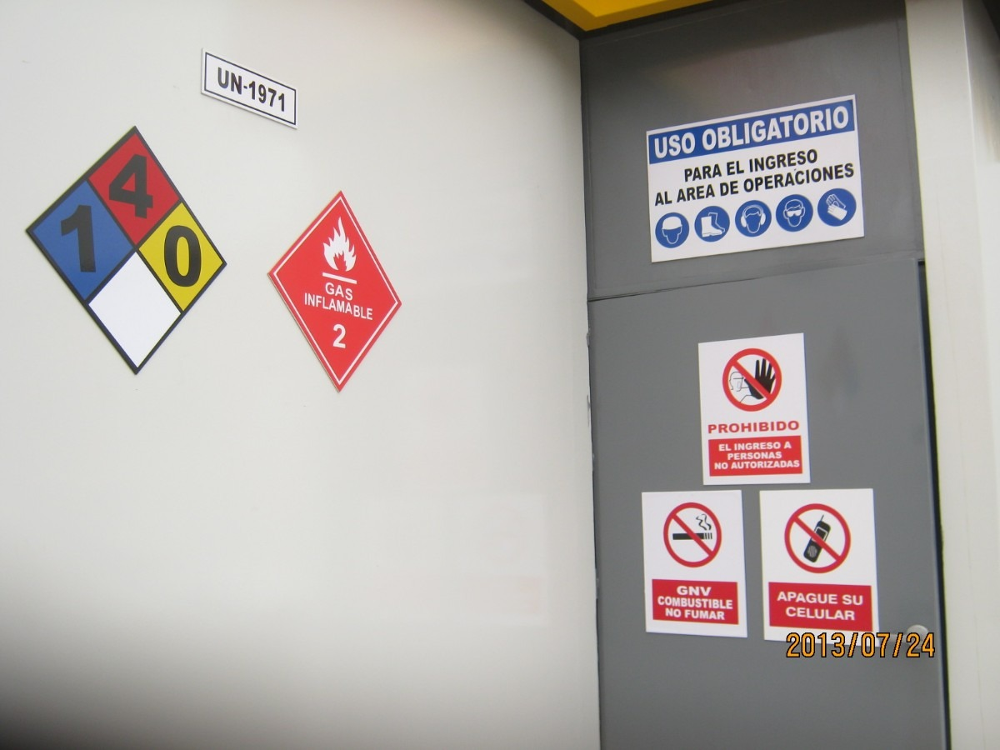 UN-1971
4
1
0
GAS
INFLAMABLE
2
USO OBLIGATORIO
PARA EL INGRESO
AL AREA DE OPERACIONES
PROHIBIDO
EL INGRESO A
PERSONAS
NO AUTORIZADAS
GNV
COMBUSTIBLE
NO FUMAR
APAGUE SU
CELULAR
2013/07/24